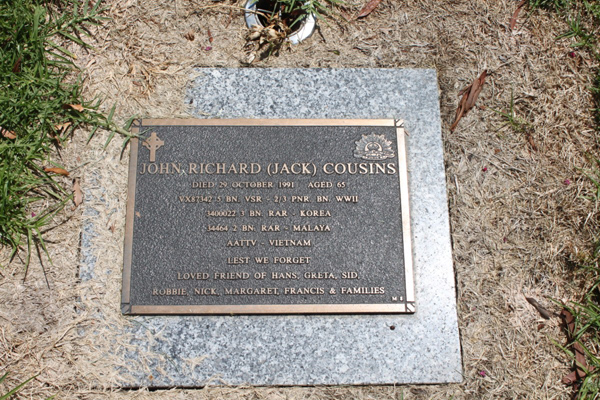 JOHN RICHARD (JACK) COUSINS
DIED 29 OCTOBER 1991 AGED 65
VX87342 5 BN. VSR - 2/3 PNR. BN. WWII
3400022 3 BN. RAR - KOREA
34464 2 BN. RAR - MALAYA
AATTV - VIETNAM
LEST WE FORGET
LOVED FRIEND OF HANS, GRETA, SID,
ROBBIE, NICK, MARGARET, FRANCIS & FAMILIES